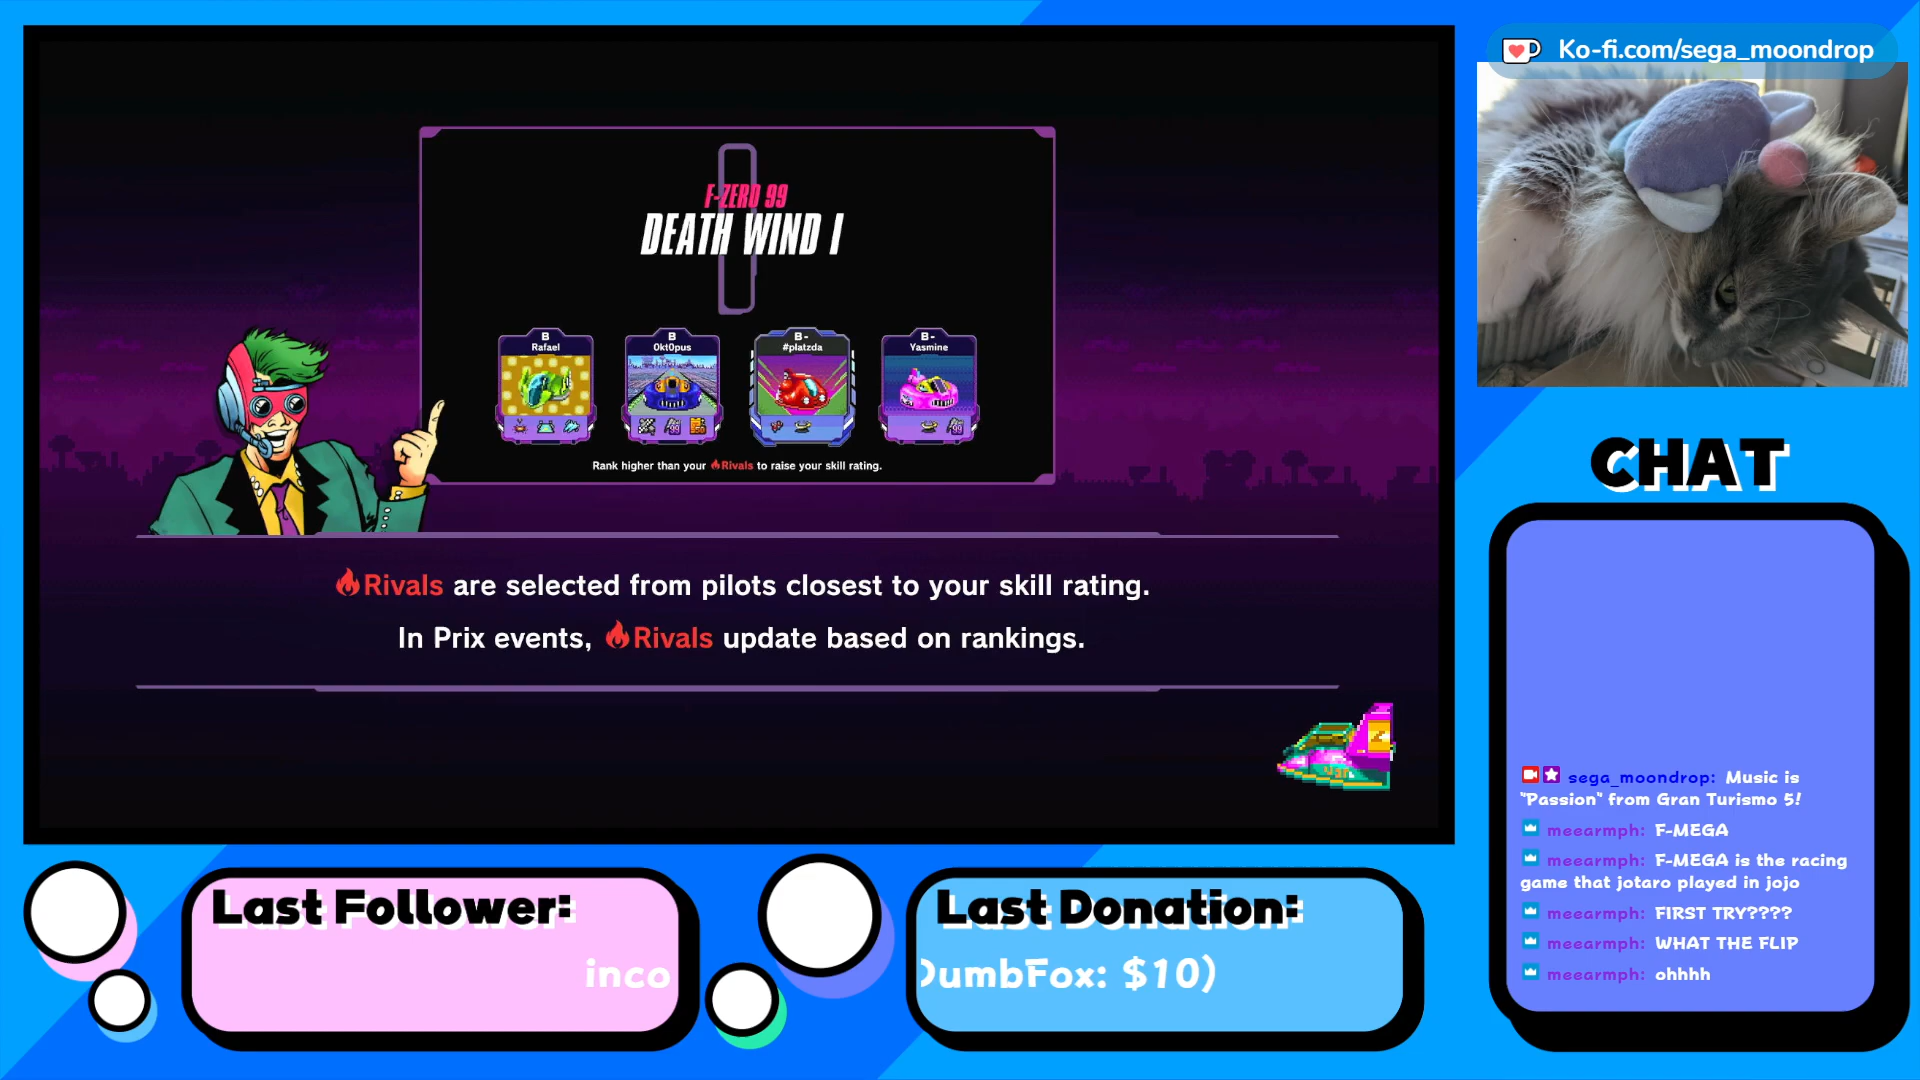 Ko-fi.com/sega_moondrop
F-ZERO 99
DEATH WIND I
B
Rafael
B
0kt0pus
B-
#platzda
B-
Yasmine
Rank higher than your Rivals to raise your skill rating.
Rivals are selected from pilots closest to your skill rating.
In Prix events, Rivals update based on rankings.
CHAT
sega_moondrop: Music is
"Passion" from Gran Turismo 5!
meearmph: F-MEGA
meearmph: F-MEGA is the racing
game that jotaro played in jojo
meearmph: FIRST TRY????
meearmph: WHAT THE FLIP
meearmph: ohhhh
Last Follower:
inco
Last Donation:
DumbFox: $10)